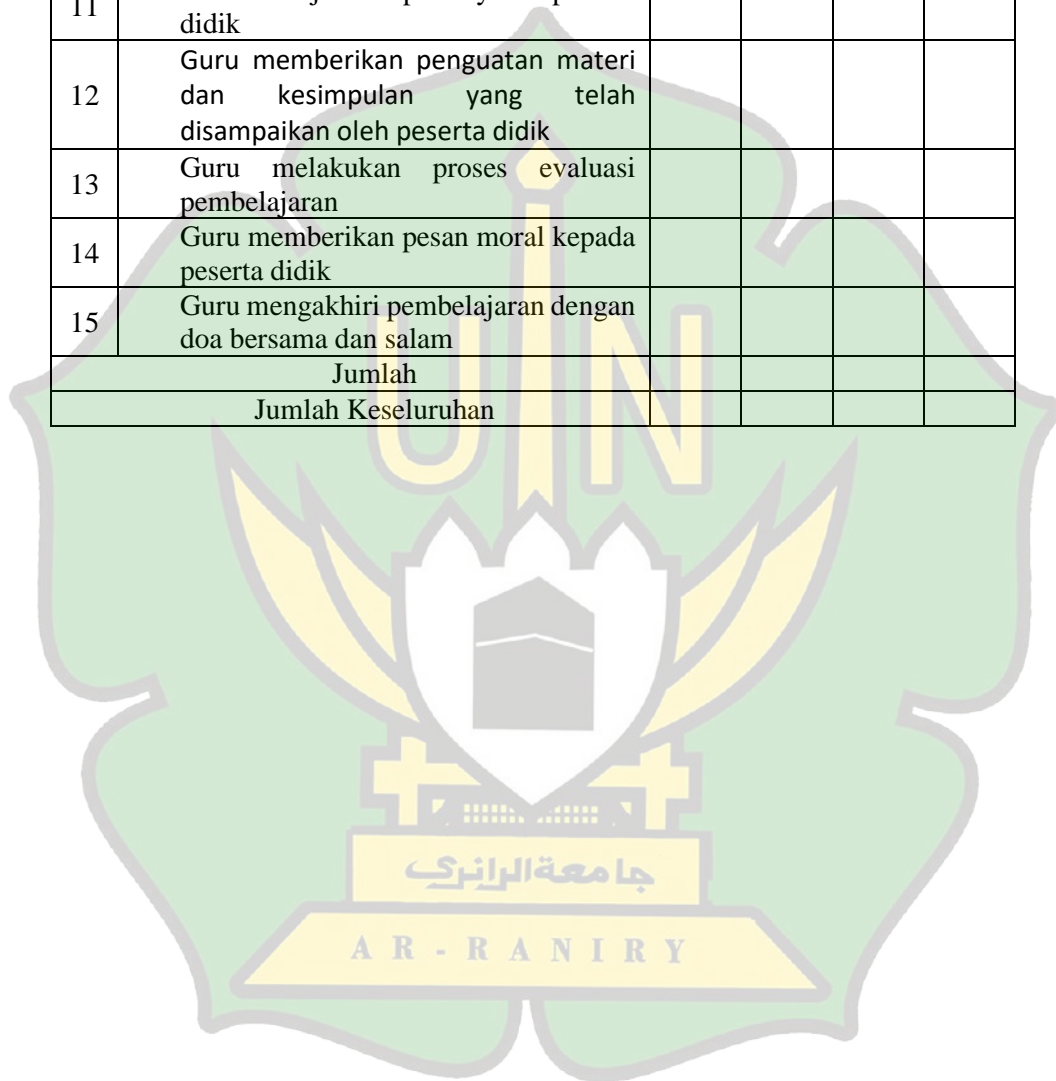 11
didik
Guru memberikan penguatan materi
12 dan kesimpulan yang telah
disampaikan oleh peserta didik
13 Guru melakukan proses evaluasi
pembelajaran
14 Guru memberikan pesan moral kepada
peserta didik
15 Guru mengakhiri pembelajaran dengan
doa bersama dan salam
Jumlah
Jumlah Keseluruhan
UIN
جامعة الرانري
AR-RANIRY